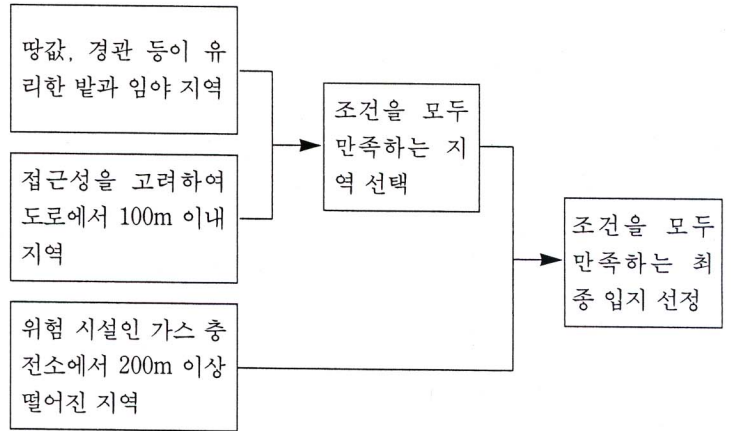 땅값, 경관 등이 유
리한 밭과 임야 지역
접근성을 고려하여
도로에서 100m 이내
지역
위험 시설인 가스 충
전소에서 200m 이상
떨어진 지역
조건을 모두
만족하는 지
역 선택
조건을 모두
만족하는 최
종 입지 선정